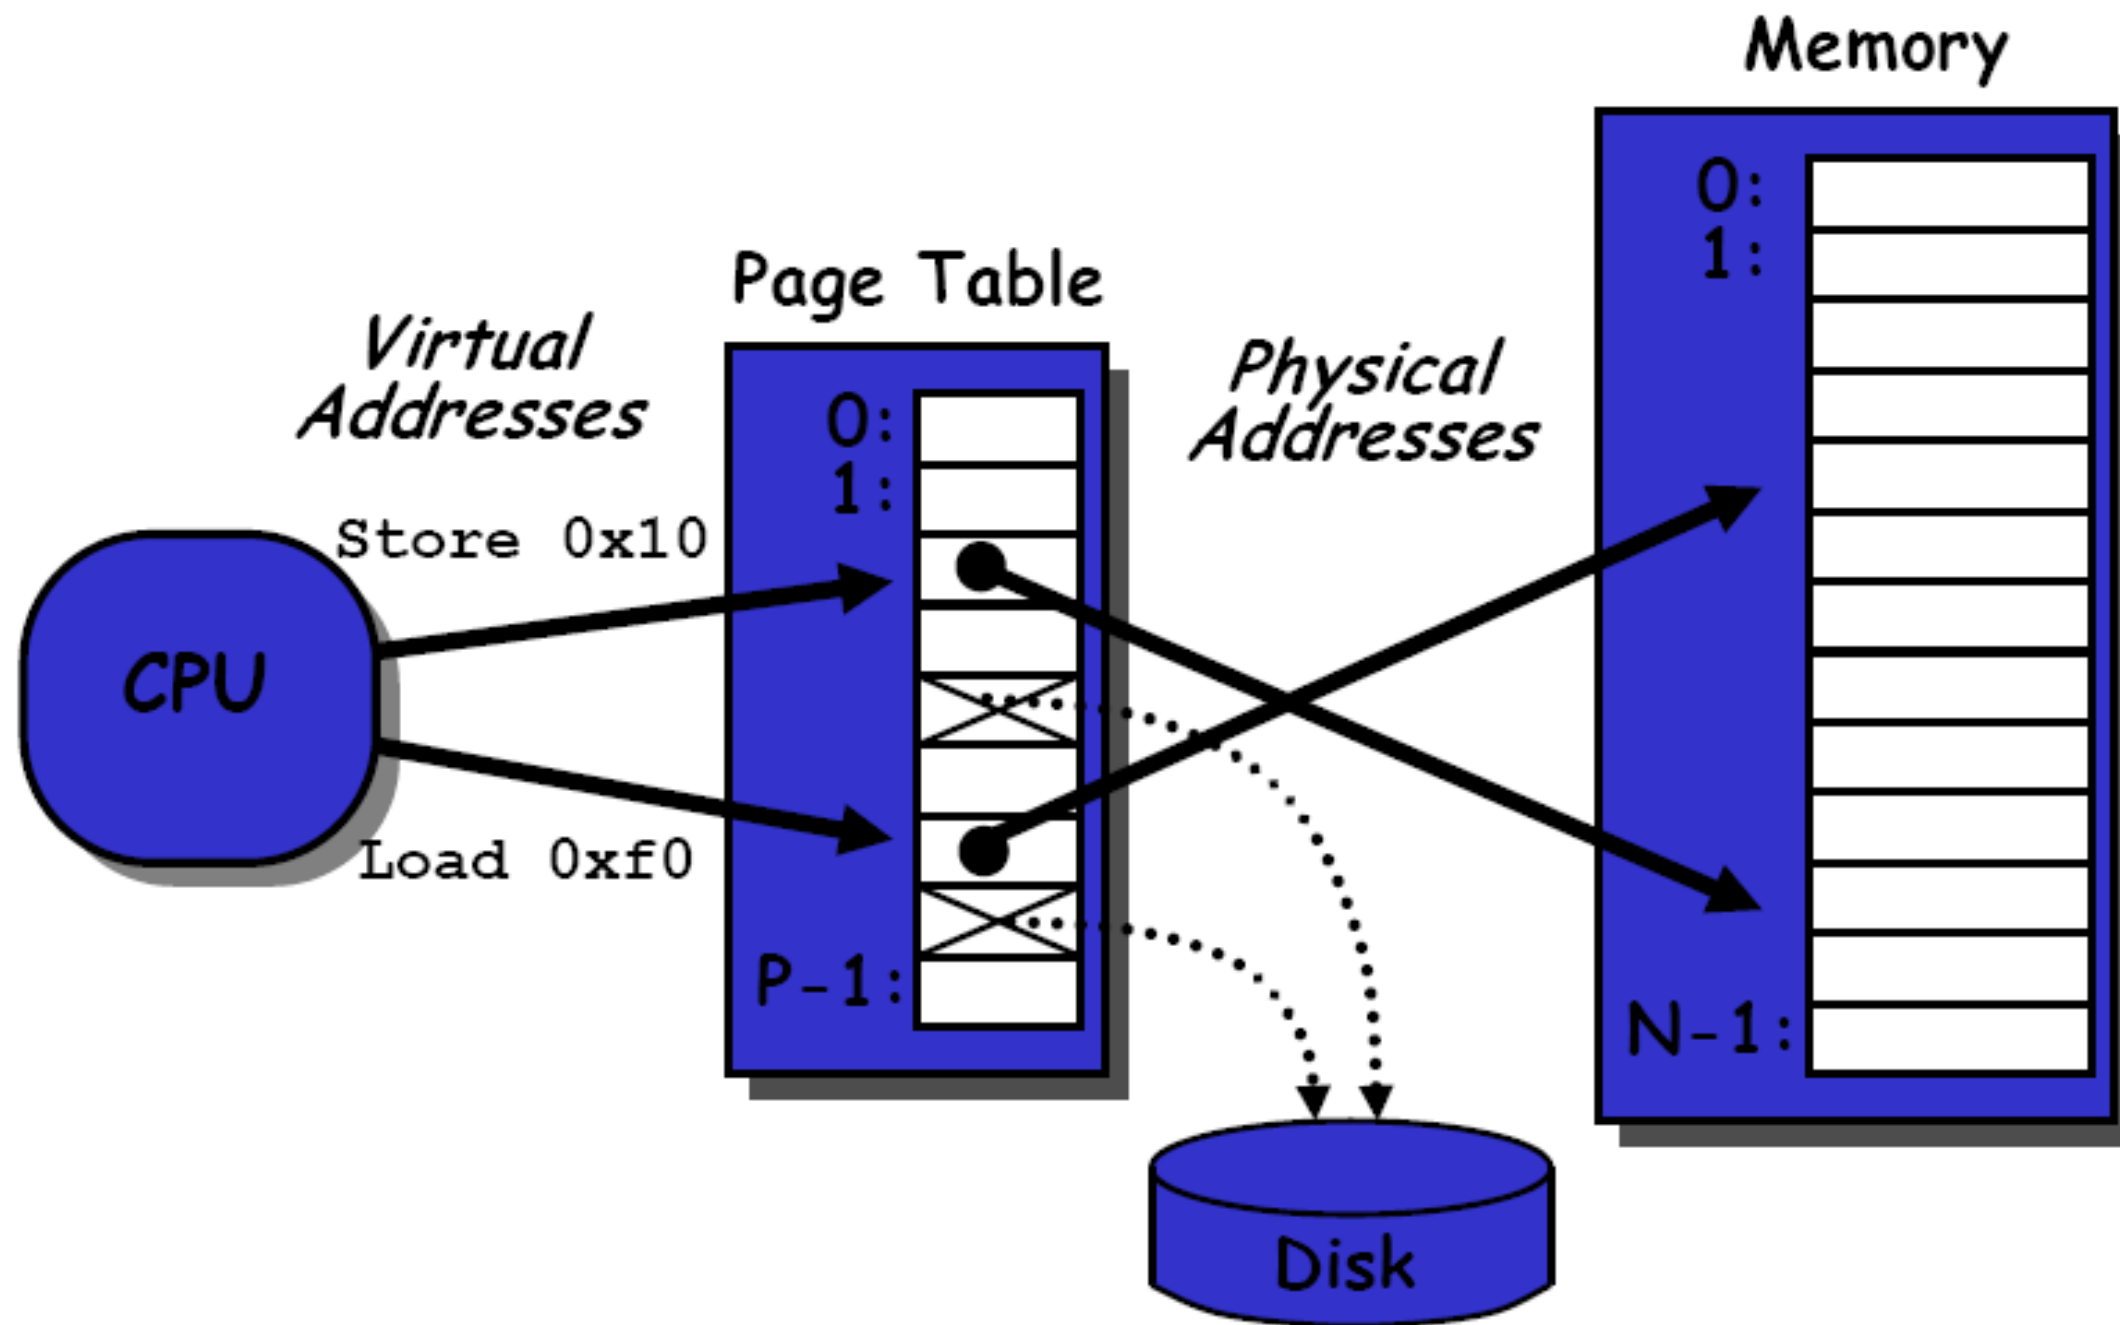 Memory
0:
1:
Page Table
Virtual
Addresses
Physical
Addresses
0:
1:
Store 0x10
CPU
Load 0xf0
P-1:
N-1:
Disk